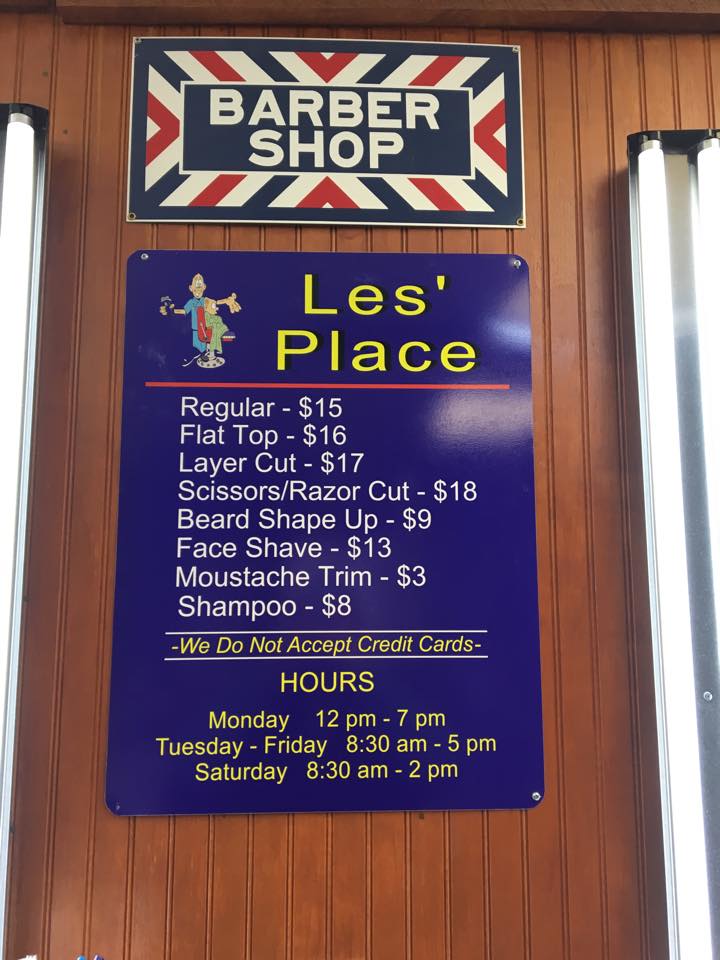 BARBER
SHOP
Les'
Place
Regular - $15
Flat Top - $16
Layer Cut - $17
Scissors/Razor Cut - $18
Beard Shape Up - $9
Face Shave - $13
Moustache Trim - $3
Shampoo - $8
-We Do Not Accept Credit Cards-
HOURS
Monday 12 pm - 7 pm
Tuesday - Friday 8:30 am - 5 pm
Saturday 8:30 am - 2 pm